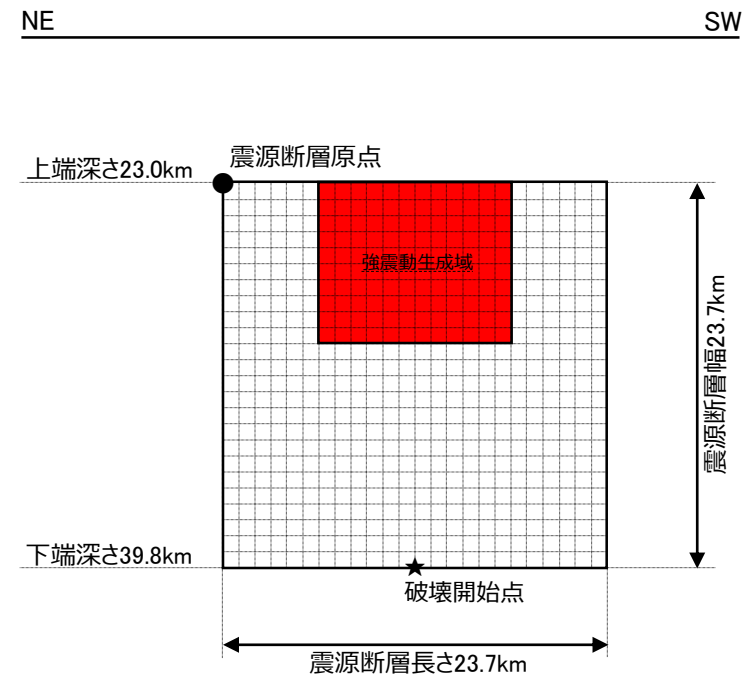 NE
SW
震源断層原点
上端深さ23.0km
強震動生成域
震源断層幅23.7km
下端深さ39.8km
破壊開始点
震源断層長さ23.7km